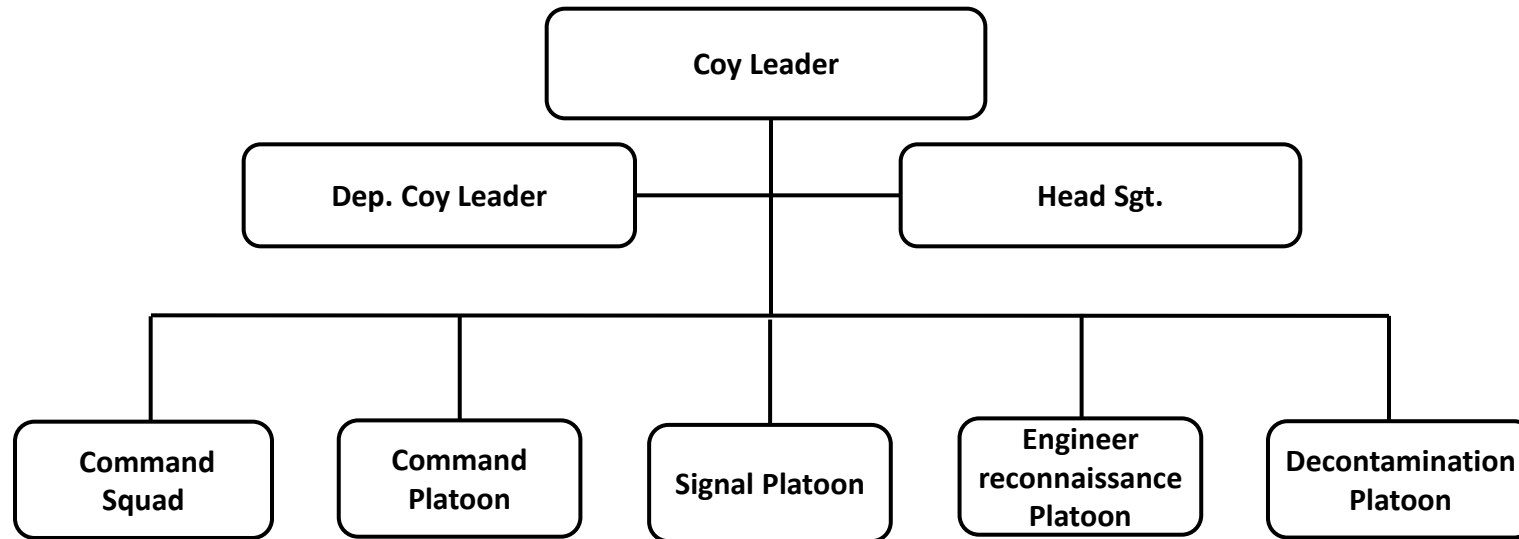 Coy Leader
Dep. Coy Leader
Head Sgt.
Command
Squad
Command
Platoon
Signal Platoon
Engineer
reconnaissance
Platoon
Decontamination
Platoon